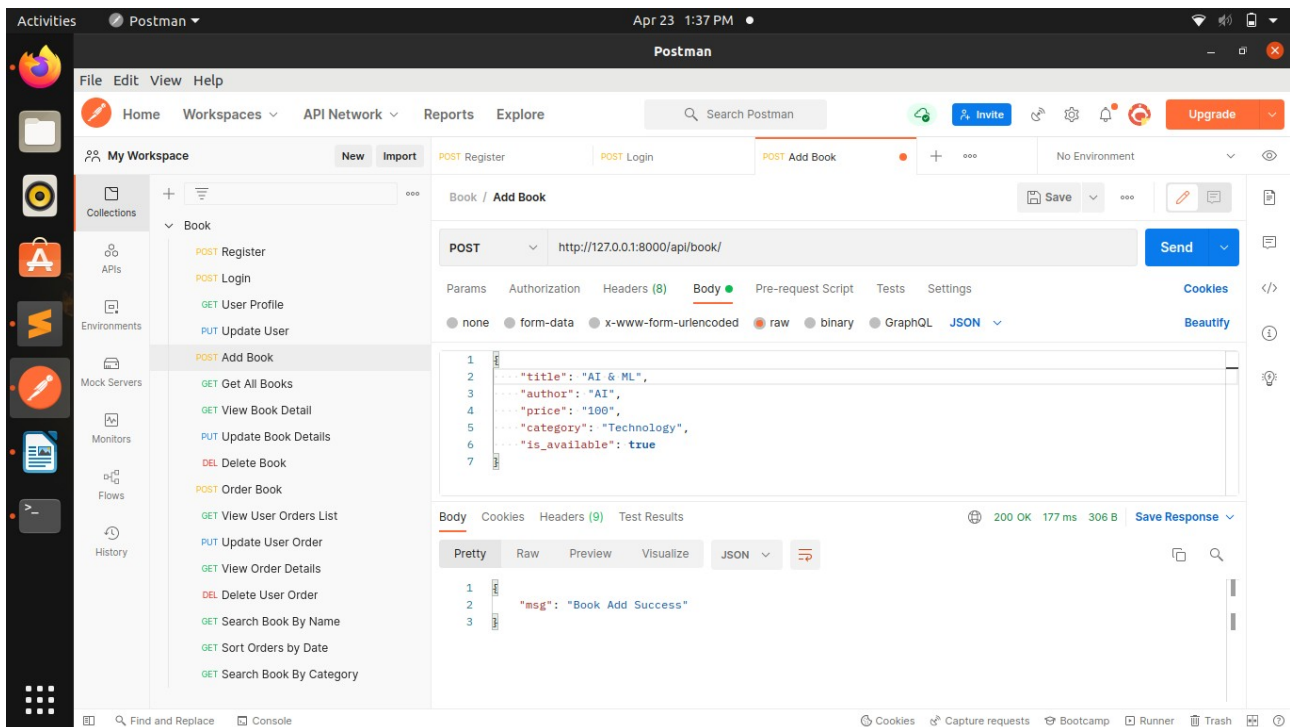 Activities Postman Apr 23 1:37 PM
Postman
File Edit View Help
Home Workspaces API Network Reports Explore Search Postman Invite Upgrade
My Workspace New Import POST Register POST Login POST Add Book No Environment
Collections
APIs
Environments
Mock Servers
Monitors
Flows
History
Book
POST Register
POST Login
GET User Profile
PUT Update User
POST Add Book
GET Get All Books
GET View Book Detail
PUT Update Book Details
DEL Delete Book
POST Order Book
GET View User Orders List
PUT Update User Order
GET View Order Details
DEL Delete User Order
GET Search Book By Name
GET Sort Orders by Date
GET Search Book By Category
Book / Add Book Save
POST http://127.0.0.1:8000/api/book/ Send
Params Authorization Headers (8) Body Pre-request Script Tests Settings Cookies
none form-data x-www-form-urlencoded raw binary GraphQL JSON Beautify
1 {
2 "title": "AI & ML",
3 "author": "AI",
4 "price": "100",
5 "category": "Technology",
6 "is_available": true
7 }
Body Cookies Headers (9) Test Results 200 OK 177 ms 306 B Save Response
Pretty Raw Preview Visualize JSON
1 {
2 "msg": "Book Add Success"
3 }
Find and Replace Console Cookies Capture requests Bootcamp Runner Trash